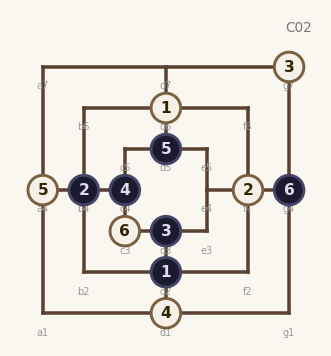 C02
3
a7 d7 g7
1
b6 d6 f6
5
c5 d5 e5
5 2 4 2 6
a4 b4 c4 e4 f4 g4
6 3
c3 d3 e3
1
b2 d2 f2
4
a1 d1 g1